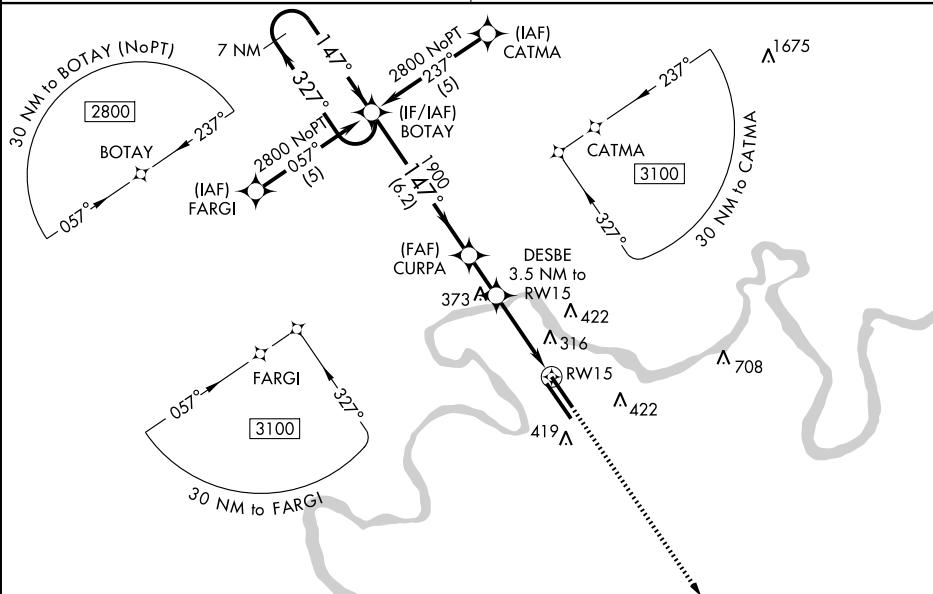 30 NM to BOTAY (NoPT)
2800
BOTAY
237°
057°
7 NM
147°
327°
2800 NoPT
237°
(5)
(IAF)
CATMA
(IF/IAF)
BOTAY
2800 NoPT
057°
(5)
(IAF)
FARGI
1900
147°
(6.2)
1675
237°
CATMA
3100
327°
30 NM to CATMA
(FAF)
CURPA
DESBE
3.5 NM to
RW15
373
422
316
708
RW15
422
419
FARGI
057°
327°
3100
30 NM to FARGI